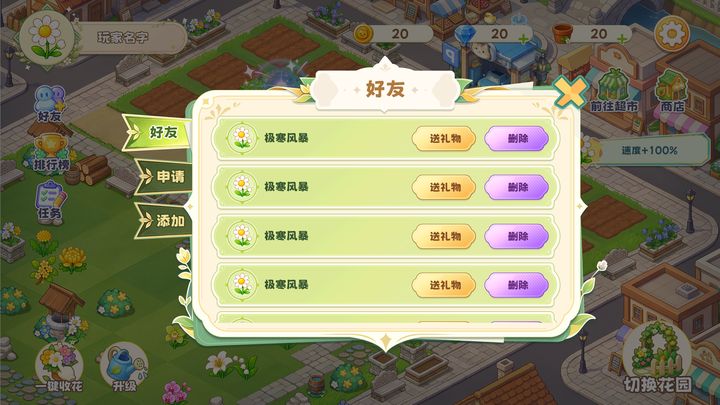 玩家名字
20
20
20
好友
好友
前往超市
商店
好友
极寒风暴
送礼物
删除
速度+100%
排行榜
申请
极寒风暴
送礼物
删除
任务
添加
极寒风暴
送礼物
删除
极寒风暴
送礼物
删除
一键收花
升级
切换花园